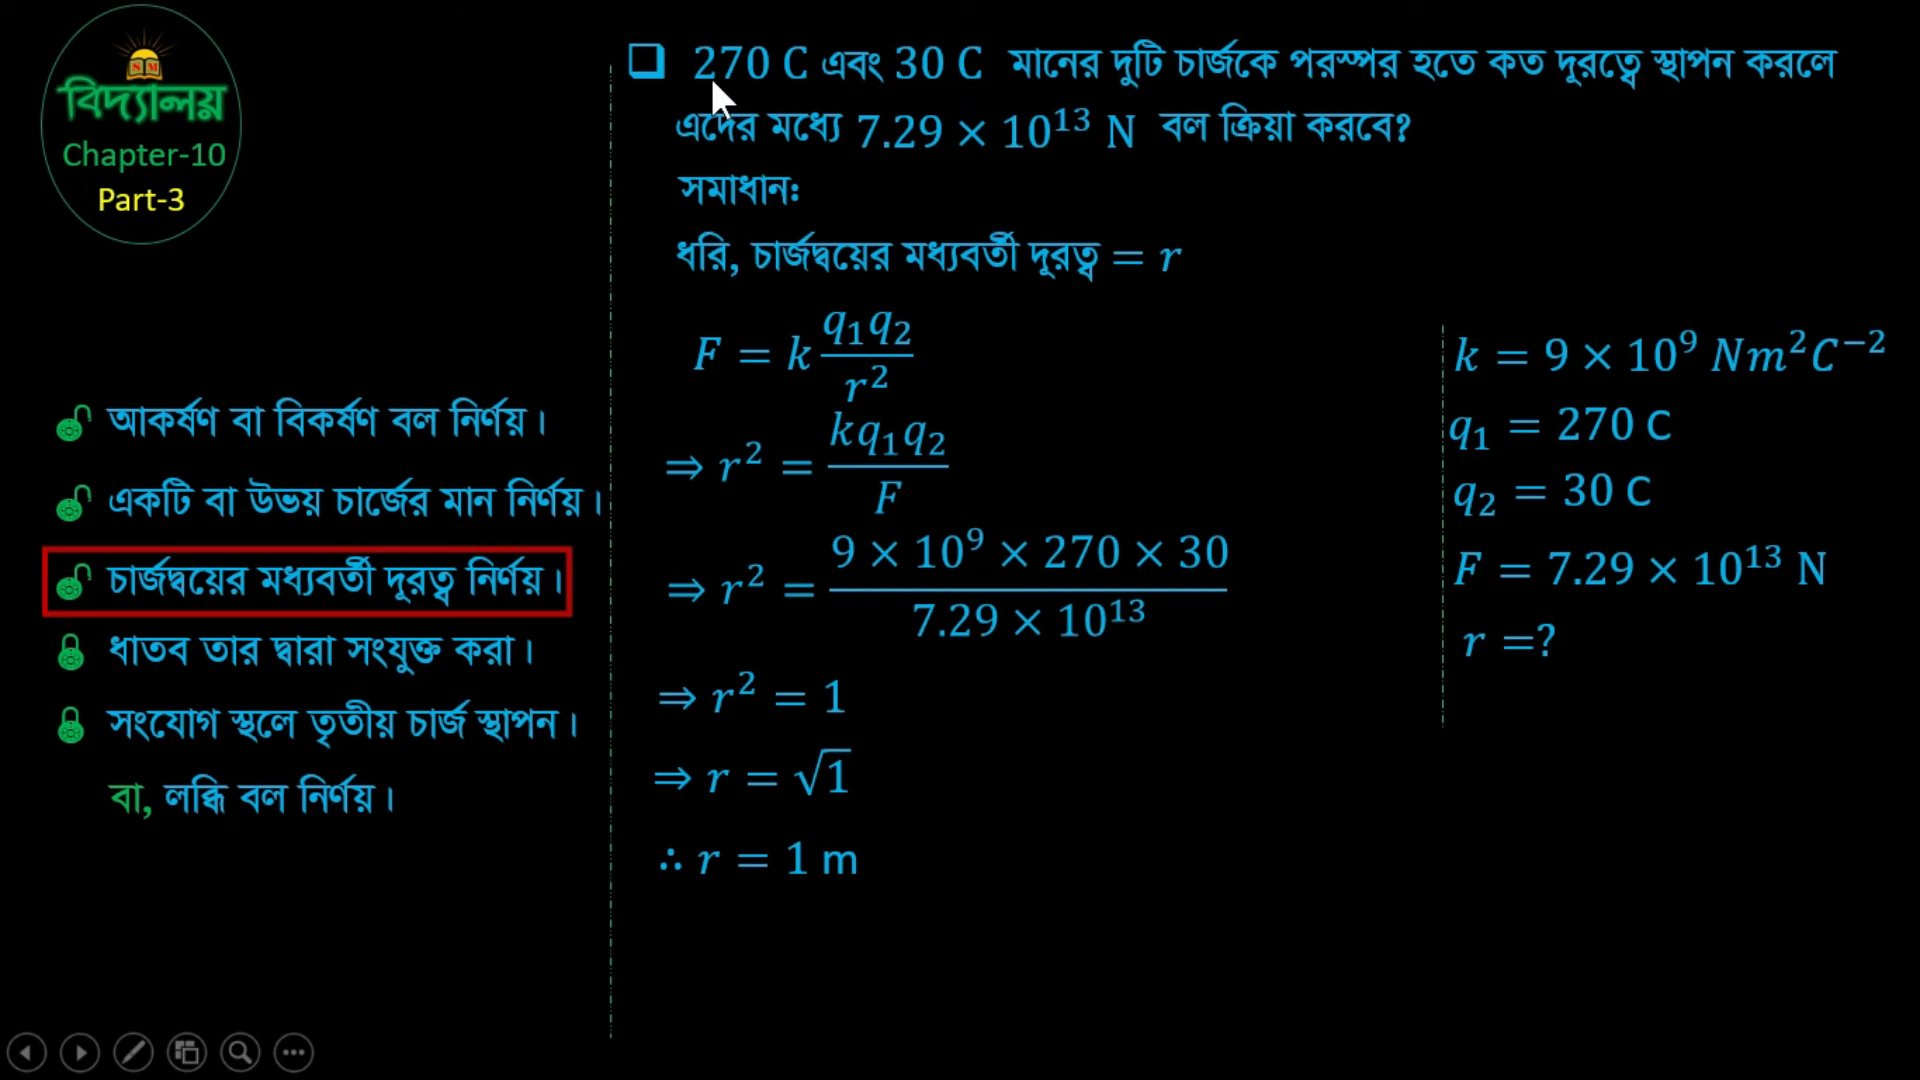 S M
বিদ্যালয়
Chapter-10
Part-3
আকর্ষণ বা বিকর্ষণ বল নির্ণয়।
একটি বা উভয় চার্জের মান নির্ণয়।
চার্জদ্বয়ের মধ্যবর্তী দূরত্ব নির্ণয়।
ধাতব তার দ্বারা সংযুক্ত করা।
সংযোগ স্থলে তৃতীয় চার্জ স্থাপন।
বা, লব্ধি বল নির্ণয়।
❑ 270 C এবং 30 C মানের দুটি চার্জকে পরস্পর হতে কত দূরত্বে স্থাপন করলে
এদের মধ্যে 7.29 × 10¹³ N বল ক্রিয়া করবে?
সমাধানঃ
ধরি, চার্জদ্বয়ের মধ্যবর্তী দূরত্ব = r
F = k q₁q₂ / r²
⇒ r² = kq₁q₂ / F
⇒ r² = 9 × 10⁹ × 270 × 30 / 7.29 × 10¹³
⇒ r² = 1
⇒ r = √1
∴ r = 1 m
k = 9 × 10⁹ Nm²C⁻²
q₁ = 270 C
q₂ = 30 C
F = 7.29 × 10¹³ N
r =?